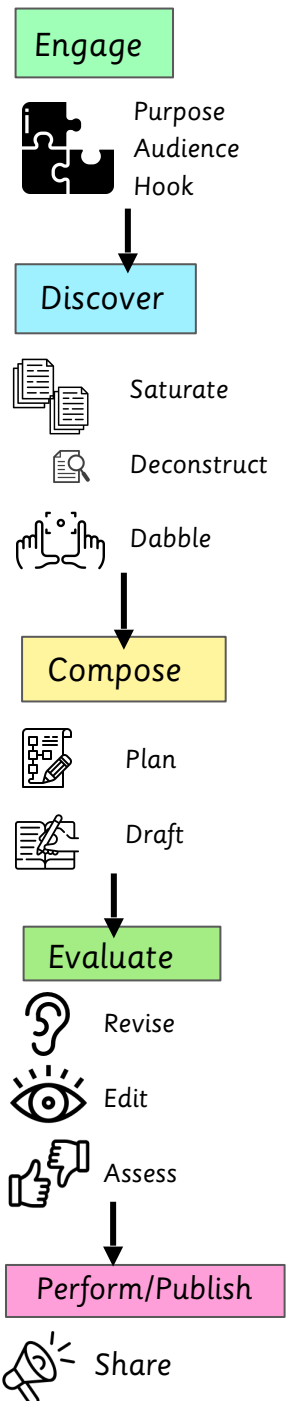 Engage
Purpose
Audience
Hook
Discover
Saturate
Deconstruct
Dabble
Compose
Plan
Draft
Evaluate
Revise
Edit
Assess
Perform/Publish
Share